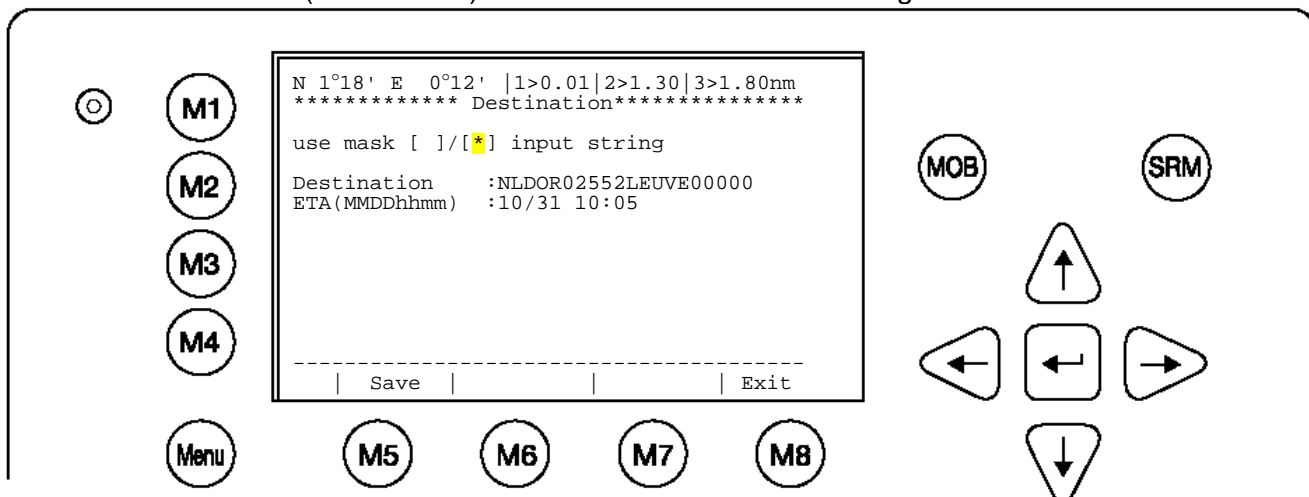 N 1°18' E  0°12' |1>0.01|2>1.30|3>1.80nm
************* Destination***************
use mask [ ]/[*] input string
Destination    :NLDOR02552LEUVE00000
ETA(MMDDhhmm)  :10/31 10:05
----------------------------------------
| Save |          |         | Exit
M1
M2
M3
M4
Menu
M5
M6
M7
M8
MOB
SRM